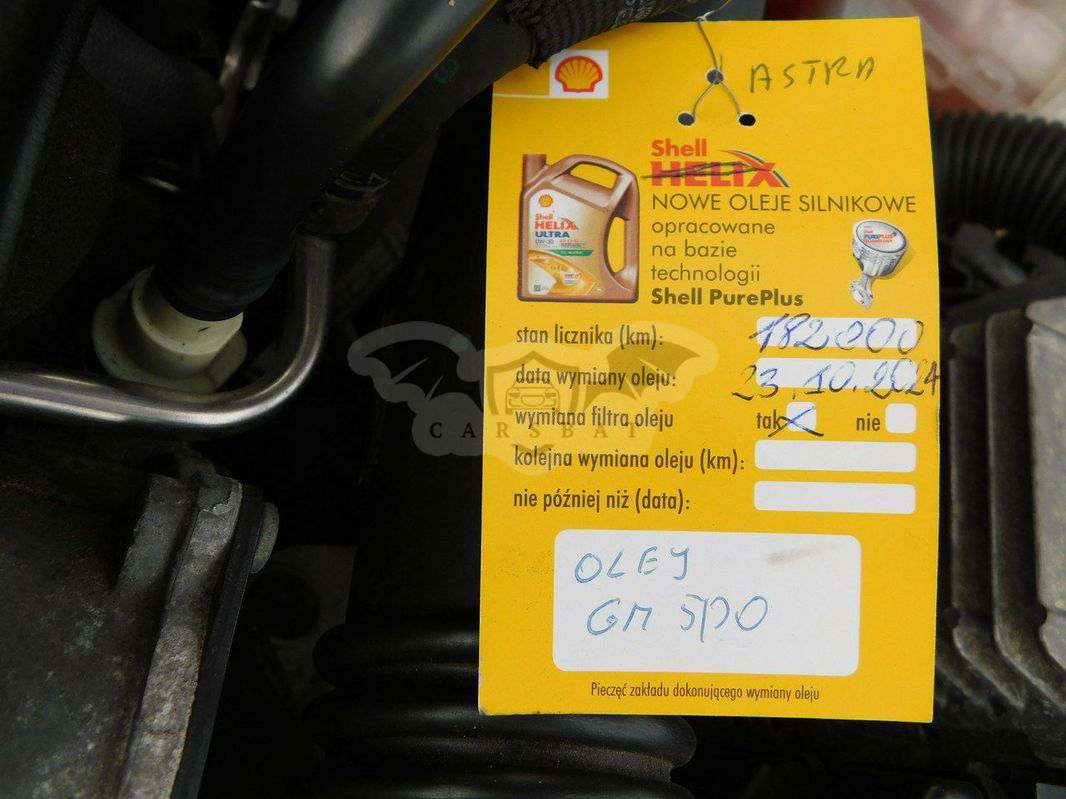 ASTRA
Shell
HELIX
NOWE OLEJE SILNIKOWE
opracowane
na bazie
technologii
Shell PurePlus
Shell
HELIX
ULTRA
0W-30
stan licznika (km): 182000
data wymiany oleju: 23.10.2024
wymiana filtra oleju tak nie
CARSBAT
kolejna wymiana oleju (km):
nie później niż (data):
OLEJ
GM 5D0
Pieczęć zakładu dokonującego wymiany oleju